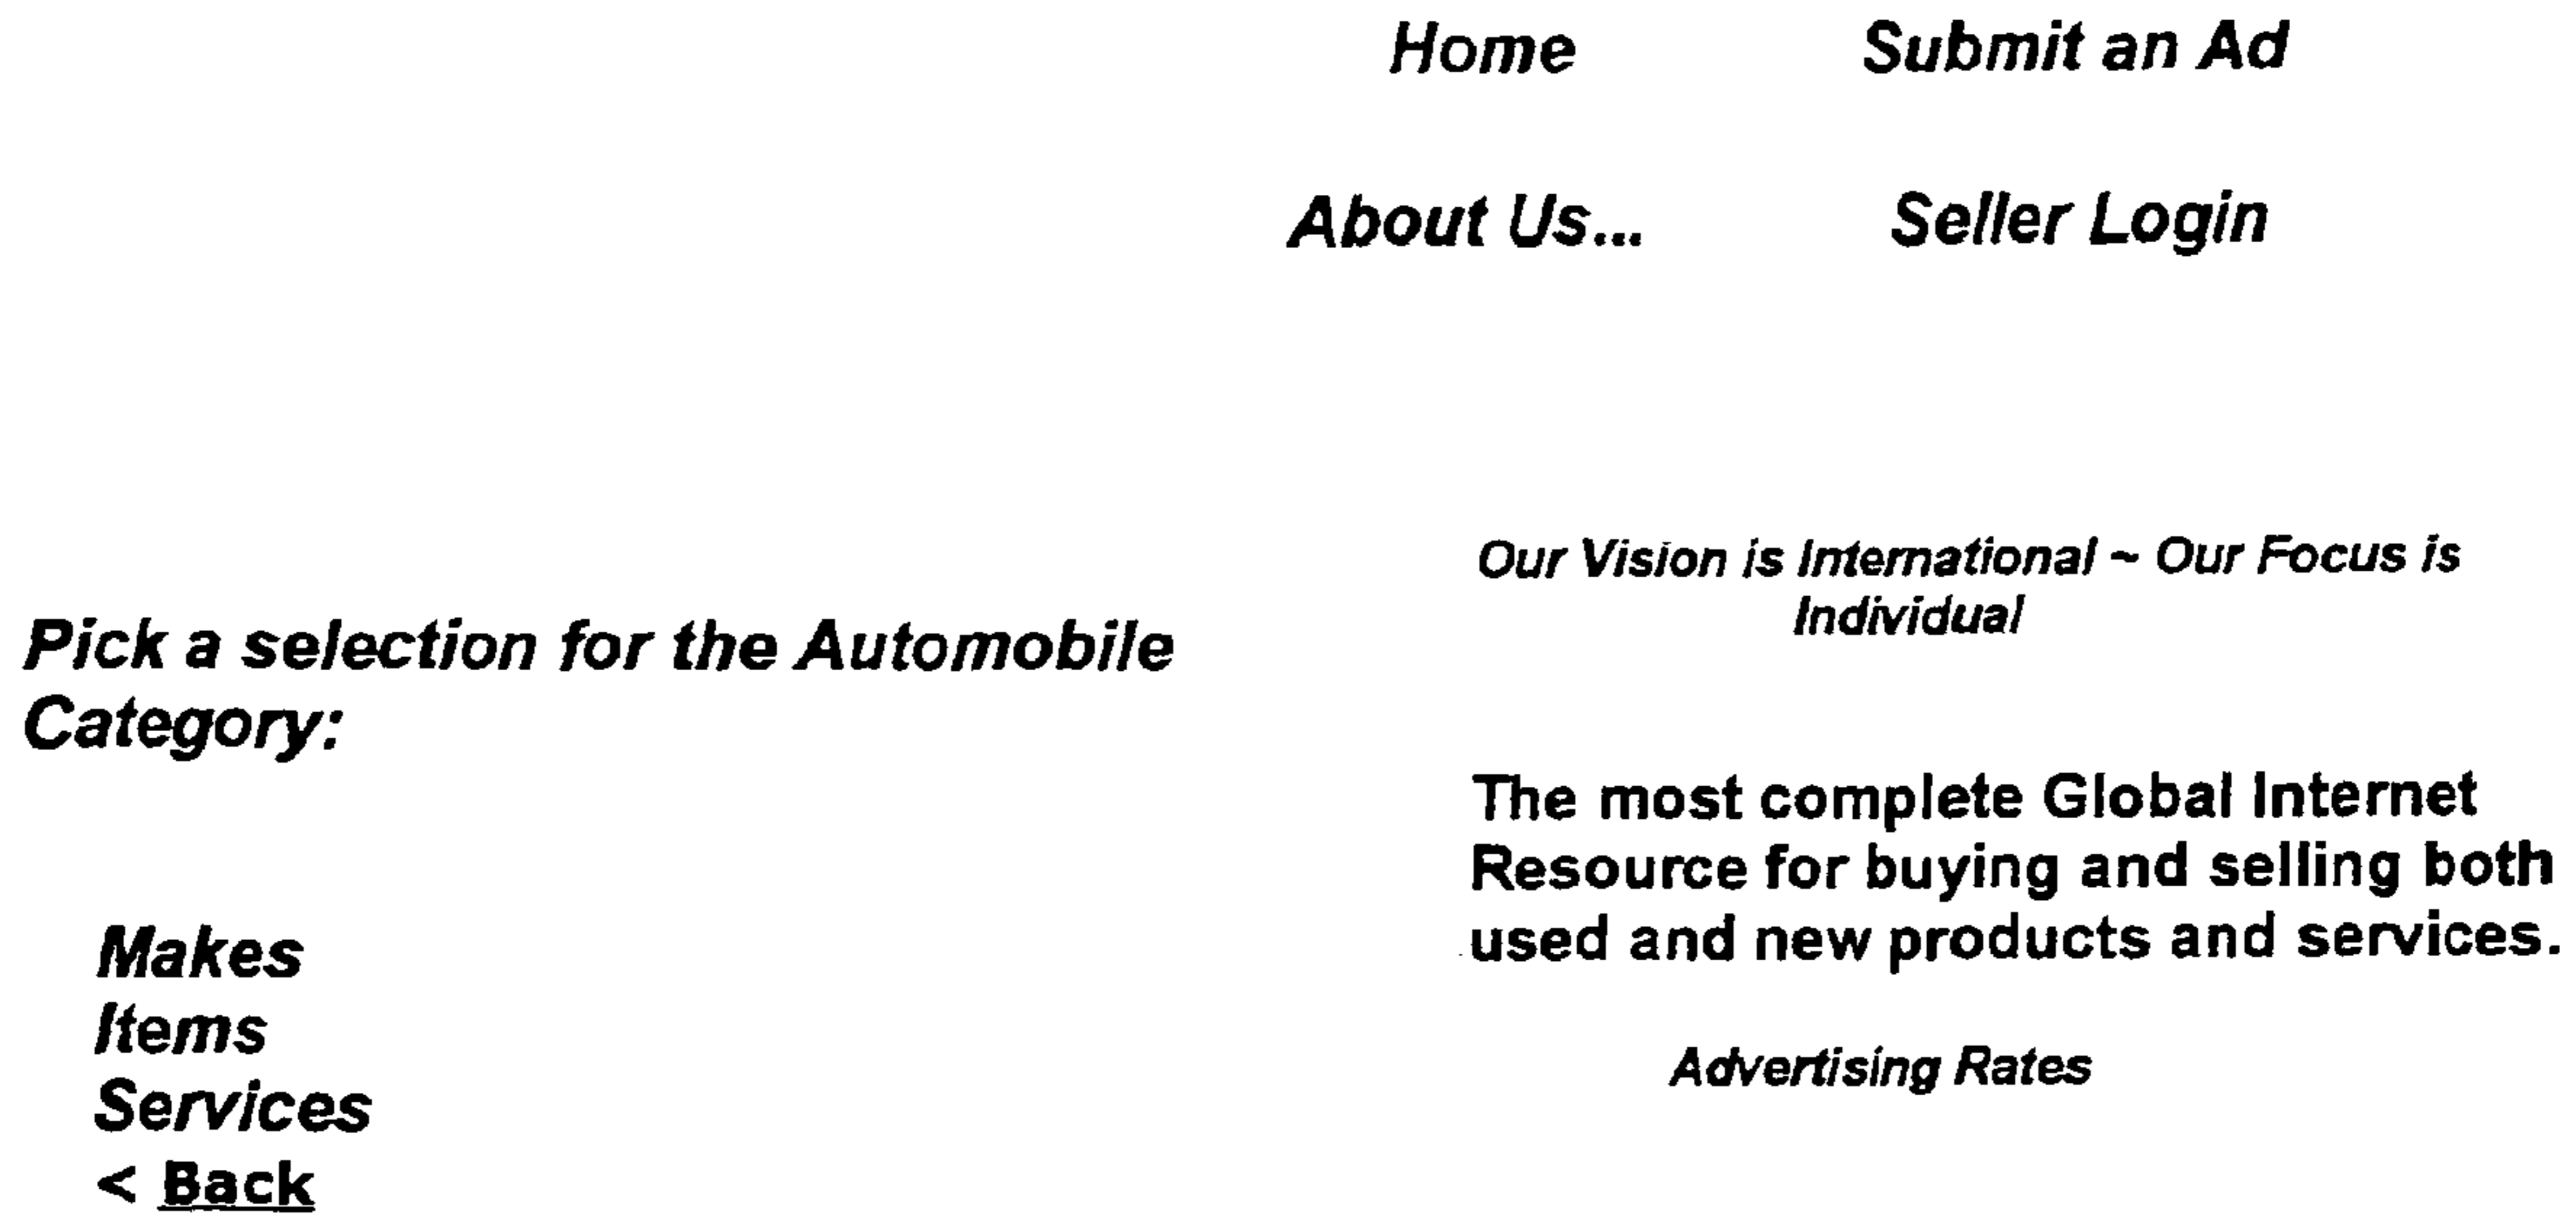 Home Submit an Ad
About Us... Seller Login
Our Vision is International ~ Our Focus is
Individual
Pick a selection for the Automobile
Category:
The most complete Global Internet
Resource for buying and selling both
used and new products and services.
Makes
Items
Services
< Back
Advertising Rates